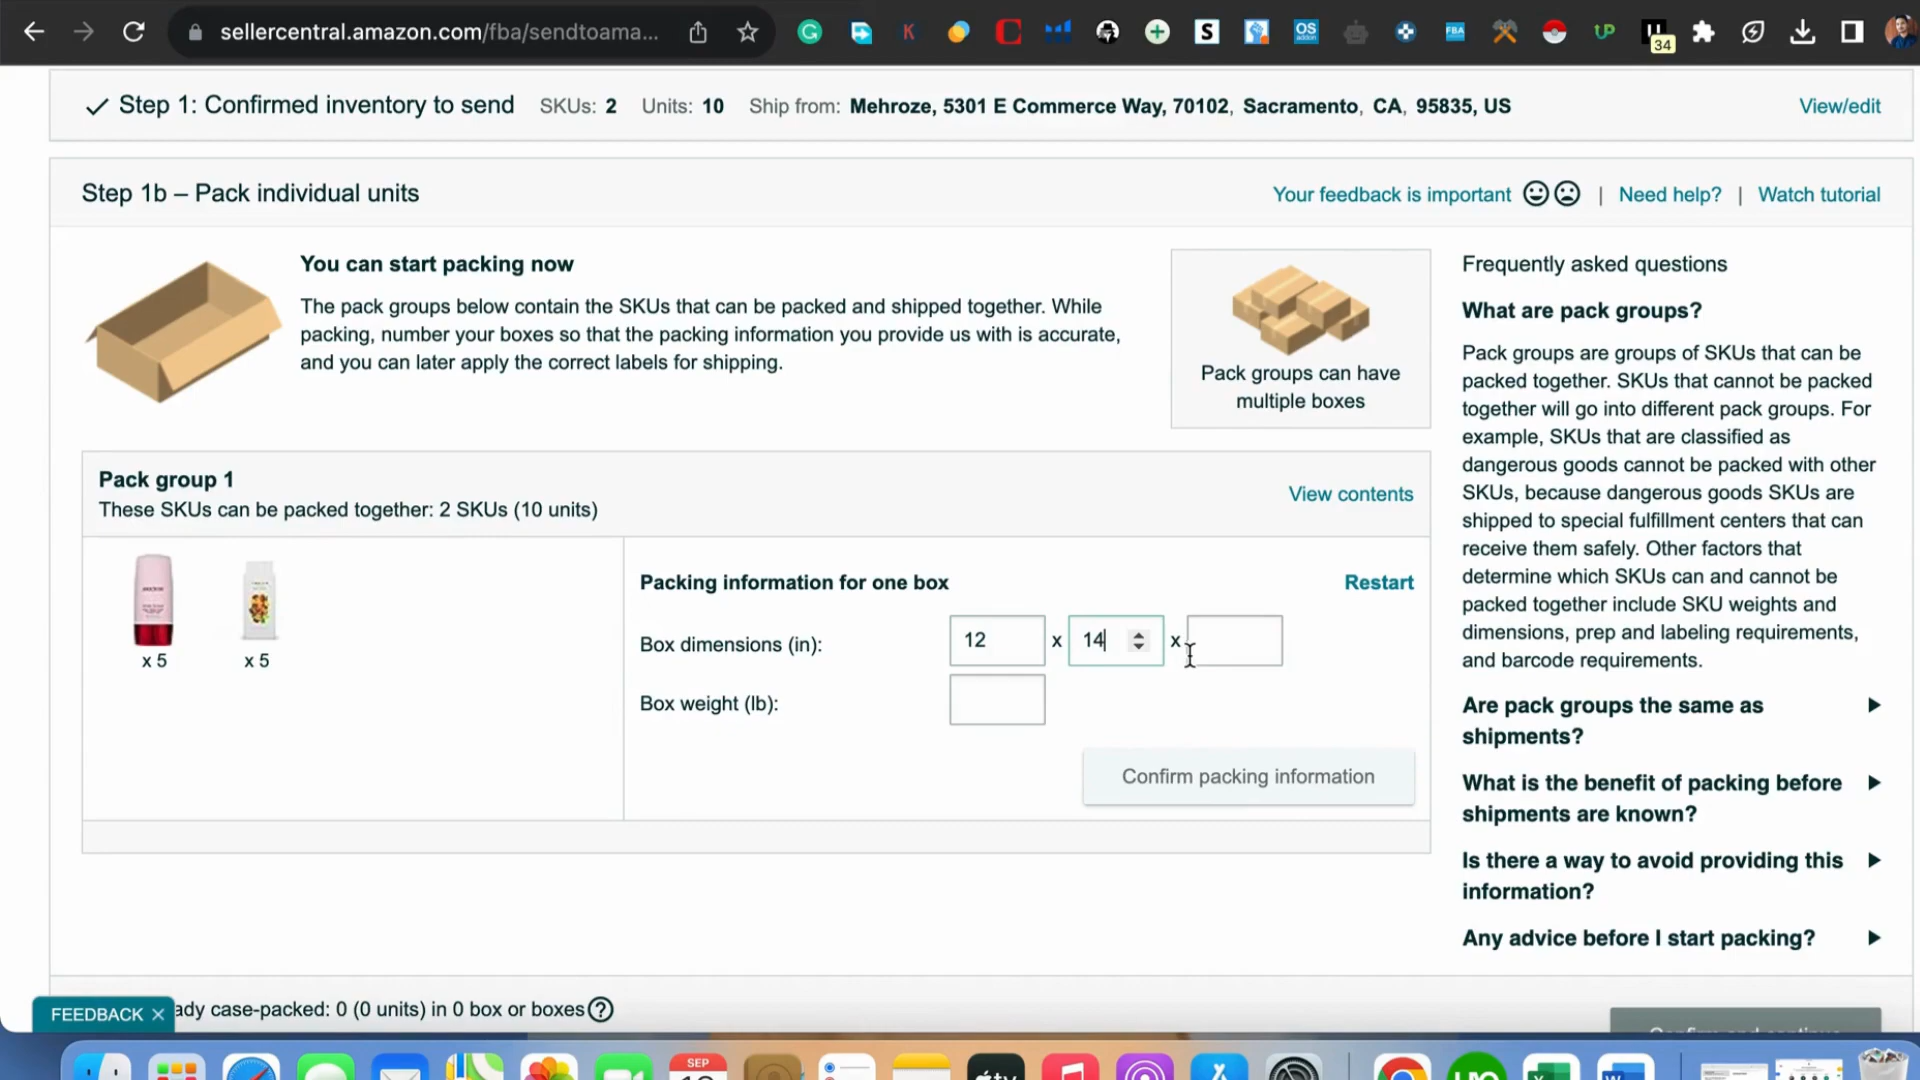 sellercentral.amazon.com/fba/sendtoama...
K
S
OS
FBA
UP
34
Step 1: Confirmed inventory to send SKUs: 2 Units: 10 Ship from: Mehroze, 5301 E Commerce Way, 70102, Sacramento, CA, 95835, US View/edit
Step 1b – Pack individual units
Your feedback is important | Need help? | Watch tutorial
You can start packing now
The pack groups below contain the SKUs that can be packed and shipped together. While
packing, number your boxes so that the packing information you provide us with is accurate,
and you can later apply the correct labels for shipping.
Pack groups can have
multiple boxes
Pack group 1
These SKUs can be packed together: 2 SKUs (10 units)
View contents
x 5
x 5
Packing information for one box
Restart
Box dimensions (in): 12 x 14 x
Box weight (lb):
Confirm packing information
Frequently asked questions
What are pack groups?
Pack groups are groups of SKUs that can be
packed together. SKUs that cannot be packed
together will go into different pack groups. For
example, SKUs that are classified as
dangerous goods cannot be packed with other
SKUs, because dangerous goods SKUs are
shipped to special fulfillment centers that can
receive them safely. Other factors that
determine which SKUs can and cannot be
packed together include SKU weights and
dimensions, prep and labeling requirements,
and barcode requirements.
Are pack groups the same as
shipments?
What is the benefit of packing before
shipments are known?
Is there a way to avoid providing this
information?
Any advice before I start packing?
FEEDBACK ×
ady case-packed: 0 (0 units) in 0 box or boxes ?
Confirm and continue
SEP